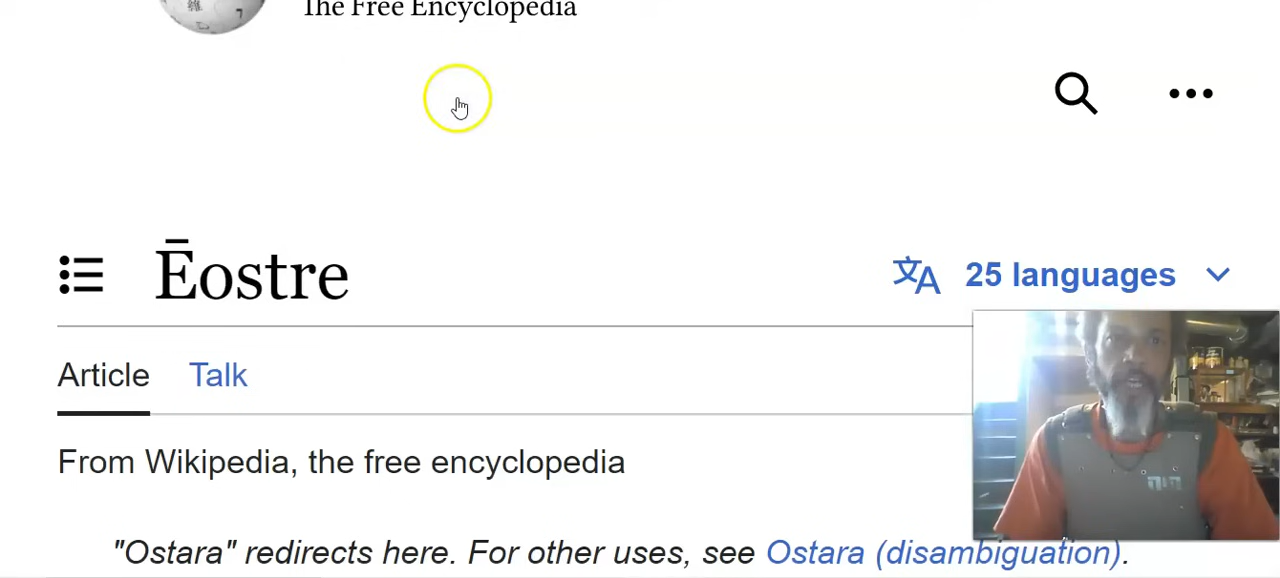 The Free Encyclopedia
Ēostre
25 languages
Article
Talk
From Wikipedia, the free encyclopedia
"Ostara" redirects here. For other uses, see Ostara (disambiguation).